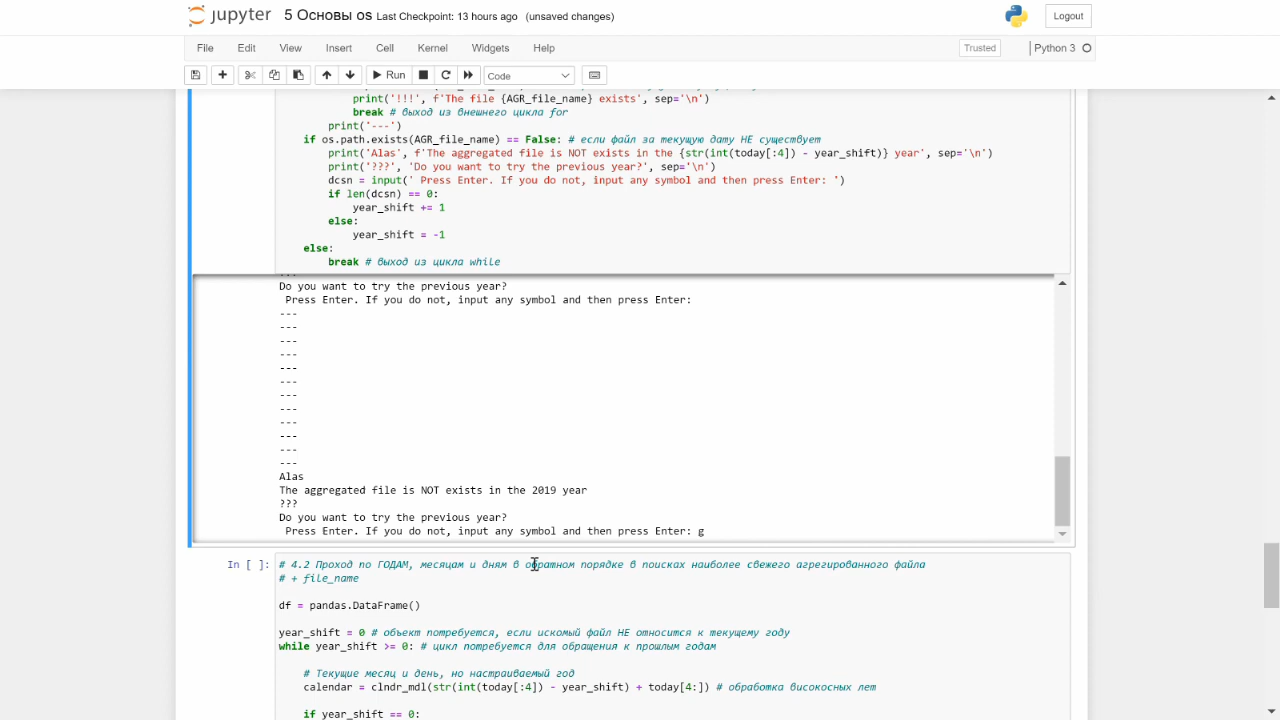 jupyter 5 Основы os Last Checkpoint: 13 hours ago (unsaved changes) Logout
File Edit View Insert Cell Kernel Widgets Help Trusted Python 3
Run Code
print('!!!', f'The file {AGR_file_name} exists', sep='\n')
break # выход из внешнего цикла for
print('---')
if os.path.exists(AGR_file_name) == False: # если файл за текущую дату НЕ существует
print('Alas', f'The aggregated file is NOT exists in the {str(int(today[:4]) - year_shift)} year', sep='\n')
print('???', 'Do you want to try the previous year?', sep='\n')
dcsn = input(' Press Enter. If you do not, input any symbol and then press Enter: ')
if len(dcsn) == 0:
year_shift += 1
else:
year_shift = -1
else:
break # выход из цикла while
Do you want to try the previous year?
Press Enter. If you do not, input any symbol and then press Enter:
---
---
---
---
---
---
---
---
---
---
---
---
Alas
The aggregated file is NOT exists in the 2019 year
???
Do you want to try the previous year?
Press Enter. If you do not, input any symbol and then press Enter: g
In [ ]: # 4.2 Проход по ГОДАМ, месяцам и дням в обратном порядке в поисках наиболее свежего агрегированного файла
# + file_name
df = pandas.DataFrame()
year_shift = 0 # объект потребуется, если искомый файл НЕ относится к текущему году
while year_shift >= 0: # цикл потребуется для обращения к прошлым годам
# Текущие месяц и день, но настраиваемый год
calendar = clndr_mdl(str(int(today[:4]) - year_shift) + today[4:]) # обработка високосных лет
if year_shift == 0: